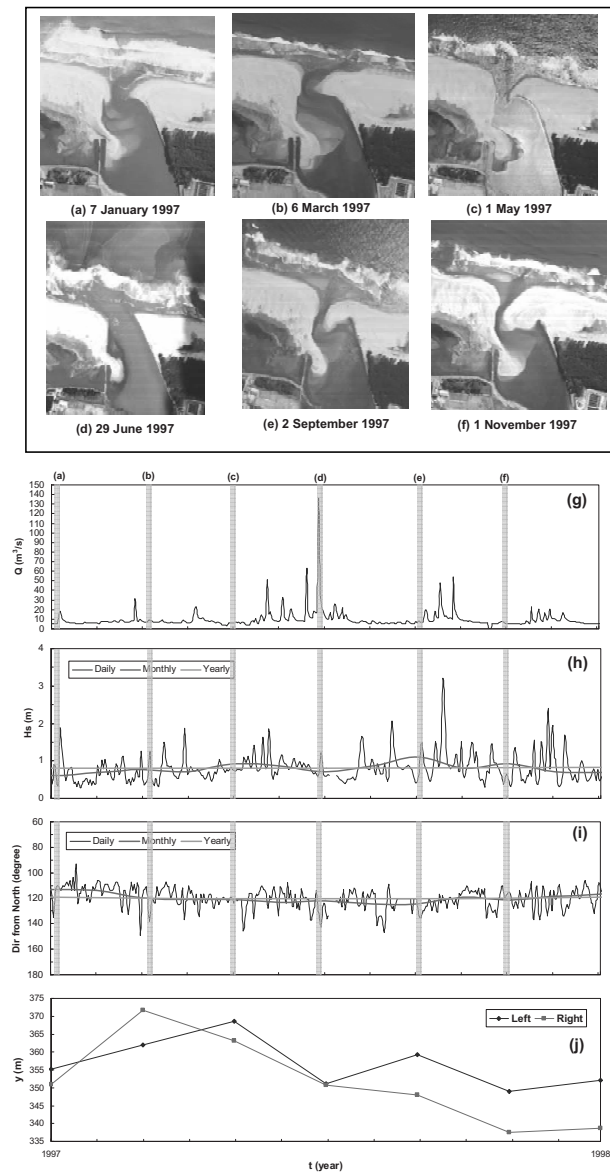 (a) 7 January 1997
(b) 6 March 1997
(c) 1 May 1997
(d) 29 June 1997
(e) 2 September 1997
(f) 1 November 1997
(a) (b) (c) (d) (e) (f)
(g)
Q (m³/s)
150
140
130
120
110
100
90
80
70
60
50
40
30
20
10
0
(h)
Daily Monthly Yearly
Hs (m)
4
3
2
1
0
(i)
Daily Monthly Yearly
Dir from North (degree)
60
80
100
120
140
160
180
(j)
Left Right
y (m)
375
370
365
360
355
350
345
340
335
1997 1998
t (year)